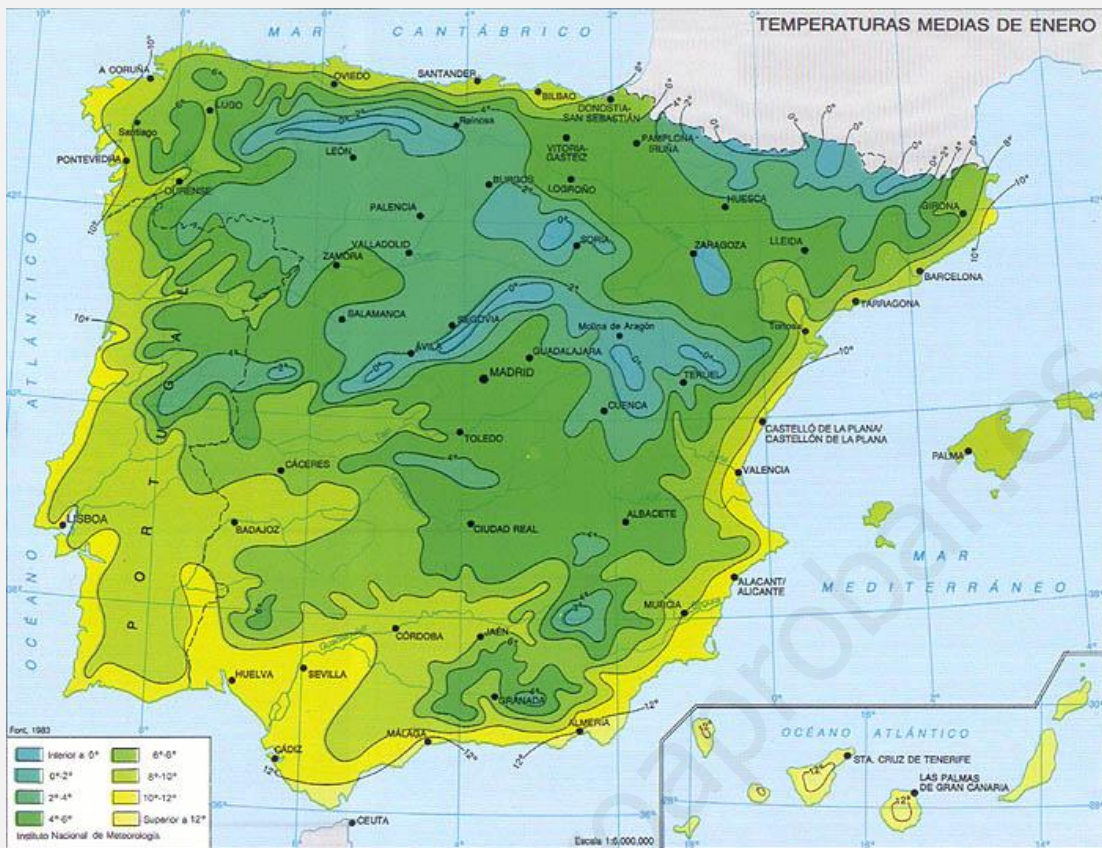 TEMPERATURAS MEDIAS DE ENERO
MAR CANTÁBRICO
A CORUÑA
OVIEDO
SANTANDER
BILBAO
DONOSTIA-
SAN SEBASTIÁN
LUGO
Santiago
Reinosa
PONTEVEDRA
LEÓN
VITORIA-
GASTEIZ
PAMPLONA-
IRUÑA
OURENSE
BURGOS
LOGROÑO
HUESCA
GIRONA
PALENCIA
VALLADOLID
ZAMORA
SORIA
ZARAGOZA
LLEIDA
BARCELONA
TARRAGONA
SALAMANCA
SEGOVIA
Molina de Aragón
Tortosa
ÁVILA
GUADALAJARA
MADRID
TERUEL
CUENCA
TOLEDO
CASTELLÓ DE LA PLANA/
CASTELLÓN DE LA PLANA
PALMA
CÁCERES
VALENCIA
LISBOA
BADAJOZ
CIUDAD REAL
ALBACETE
PORTUGAL
OCÉANO ATLÁNTICO
MAR
MEDITERRÁNEO
ALACANT/
ALICANTE
MURCIA
Segura
CÓRDOBA
JAÉN
Guadalquivir
HUELVA
SEVILLA
GRANADA
ALMERÍA
MÁLAGA
CÁDIZ
CEUTA
OCÉANO ATLÁNTICO
STA. CRUZ DE TENERIFE
LAS PALMAS
DE GRAN CANARIA
Font, 1983
Inferior a 0°
0°-2°
2°-4°
4°-6°
6°-8°
8°-10°
10°-12°
Superior a 12°
Instituto Nacional de Meteorología
Escala 1:6.000.000